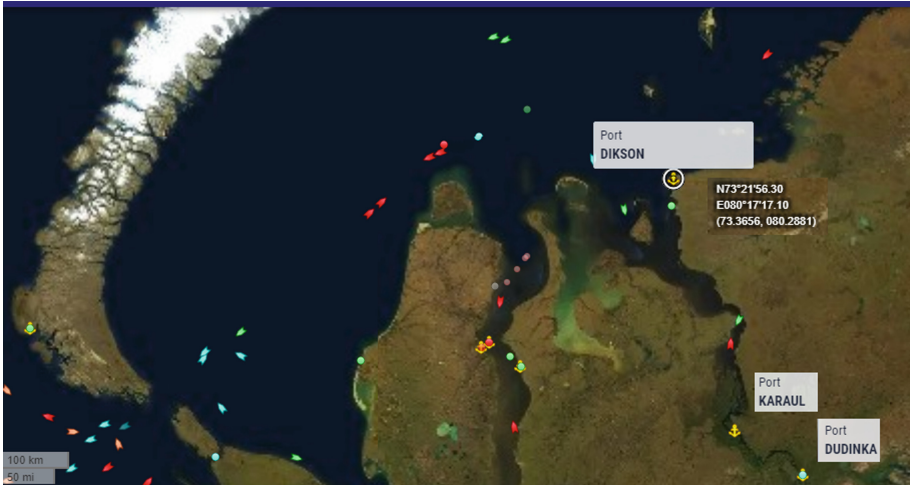 Port
DIKSON
N73°21'56.30
E080°17'17.10
(73.3656, 080.2881)
Port
KARAUL
Port
DUDINKA
100 km
50 mi